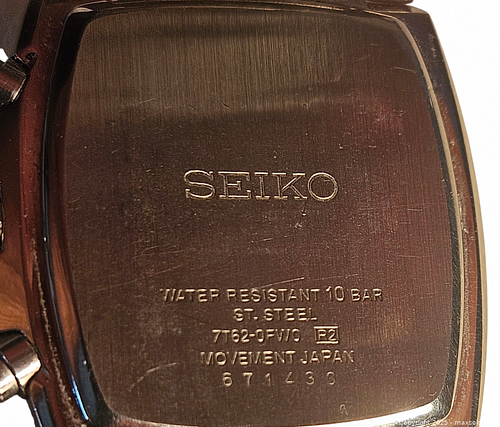 SEIKO
WATER RESISTANT 10 BAR
ST. STEEL
7T62-0FW0 R2
MOVEMENT JAPAN
671430